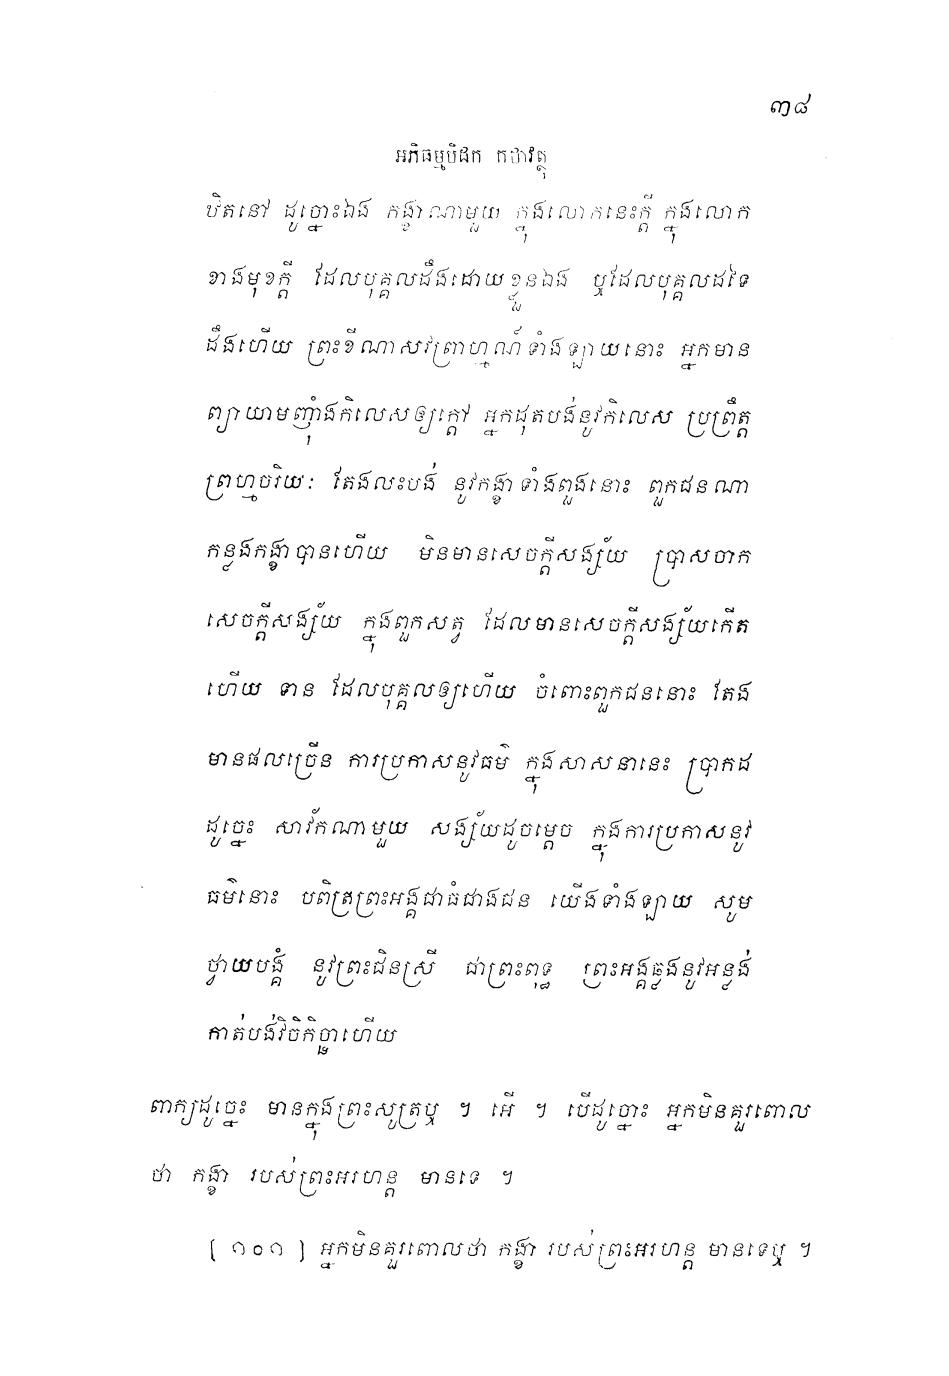 ៣៨
អភិធម្មបិដក កថាវត្ថុ
ឋិតនៅ ដូច្នោះឯង កង្ខាណាមួយ ក្នុងលោកនេះក្តី ក្នុងលោក
ខាងមុខក្តី ដែលបុគ្គលដឹងដោយខ្លួនឯង ឬដែលបុគ្គលដទៃ
ដឹងហើយ ព្រះខីណាសវព្រាហ្មណ៍ទាំងឡាយនោះ អ្នកមាន
ព្យាយាមញុំាងកិលេសឲ្យក្តៅ អ្នកដុតបង់នូវកិលេស ប្រព្រឹត្ត
ព្រហ្មចរិយៈ តែងលះបង់ នូវកង្ខាទាំងពួងនោះ ពួកជនណា
កន្លងកង្ខាបានហើយ មិនមានសេចក្តីសង្ស័យ ប្រាសចាក
សេចក្តីសង្ស័យ ក្នុងពួកសត្វ ដែលមានសេចក្តីសង្ស័យកើត
ហើយ ទាន ដែលបុគ្គលឲ្យហើយ ចំពោះពួកជននោះ តែង
មានផលច្រើន ការប្រកាសនូវធម៌ ក្នុងសាសនានេះ ប្រាកដ
ដូច្នេះ សាវ័កណាមួយ សង្ស័យដូចម្តេច ក្នុងការប្រកាសនូវ
ធម៌នោះ បពិត្រព្រះអង្គជាធំជាងជន យើងទាំងឡាយ សូម
ថ្វាយបង្គំ នូវព្រះជិនស្រី ជាព្រះពុទ្ធ ព្រះអង្គឆ្លងនូវអន្លង់
កាត់បង់វិចិកិច្ឆាហើយ
ពាក្យដូច្នេះ មានក្នុងព្រះសូត្រឬ ។ អើ ។ បើដូច្នោះ អ្នកមិនគួរពោល
ថា កង្ខា របស់ព្រះអរហន្ត មានទេ ។
[ ១០១ ] អ្នកមិនគួរពោលថា កង្ខា របស់ព្រះអរហន្ត មានទេឬ ។